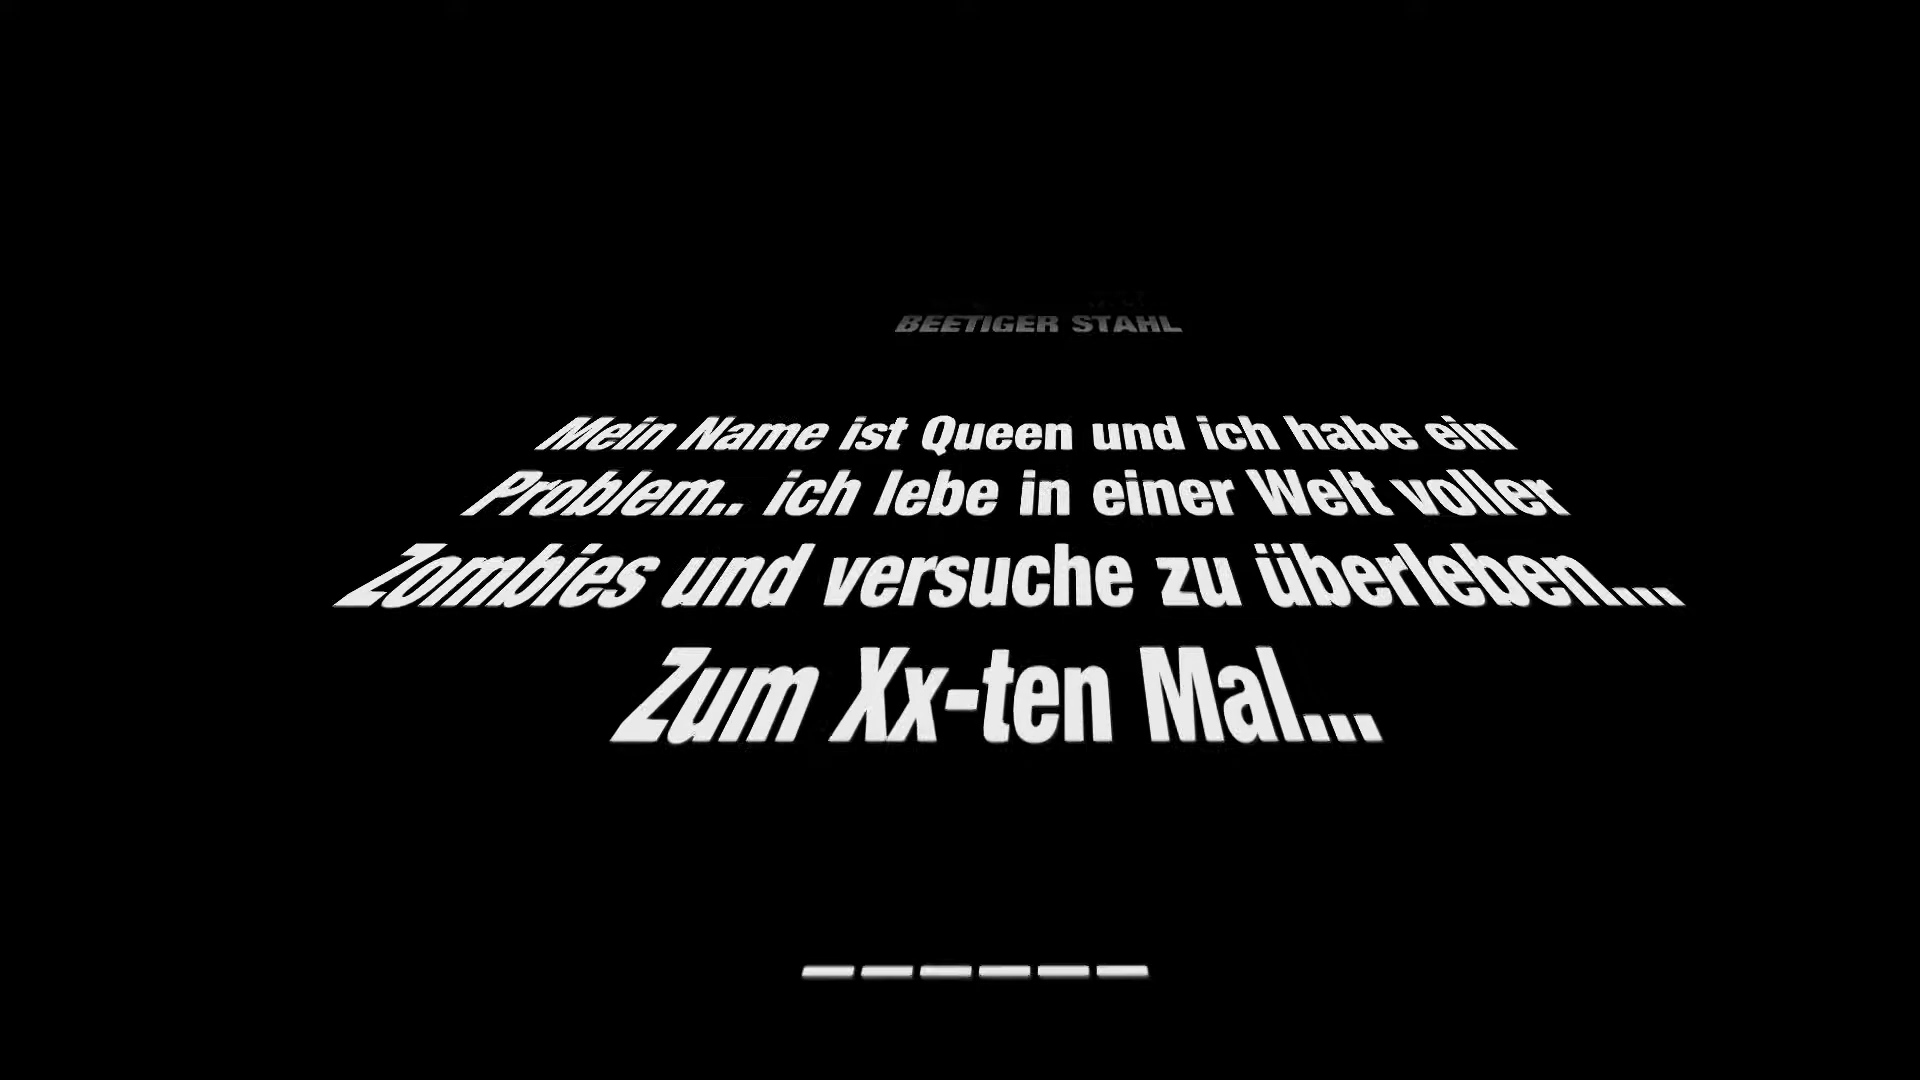 BEETIGER STAHL
Mein Name ist Queen und ich habe ein
Problem.. ich lebe in einer Welt voller
Zombies und versuche zu überleben...
Zum Xx-ten Mal...